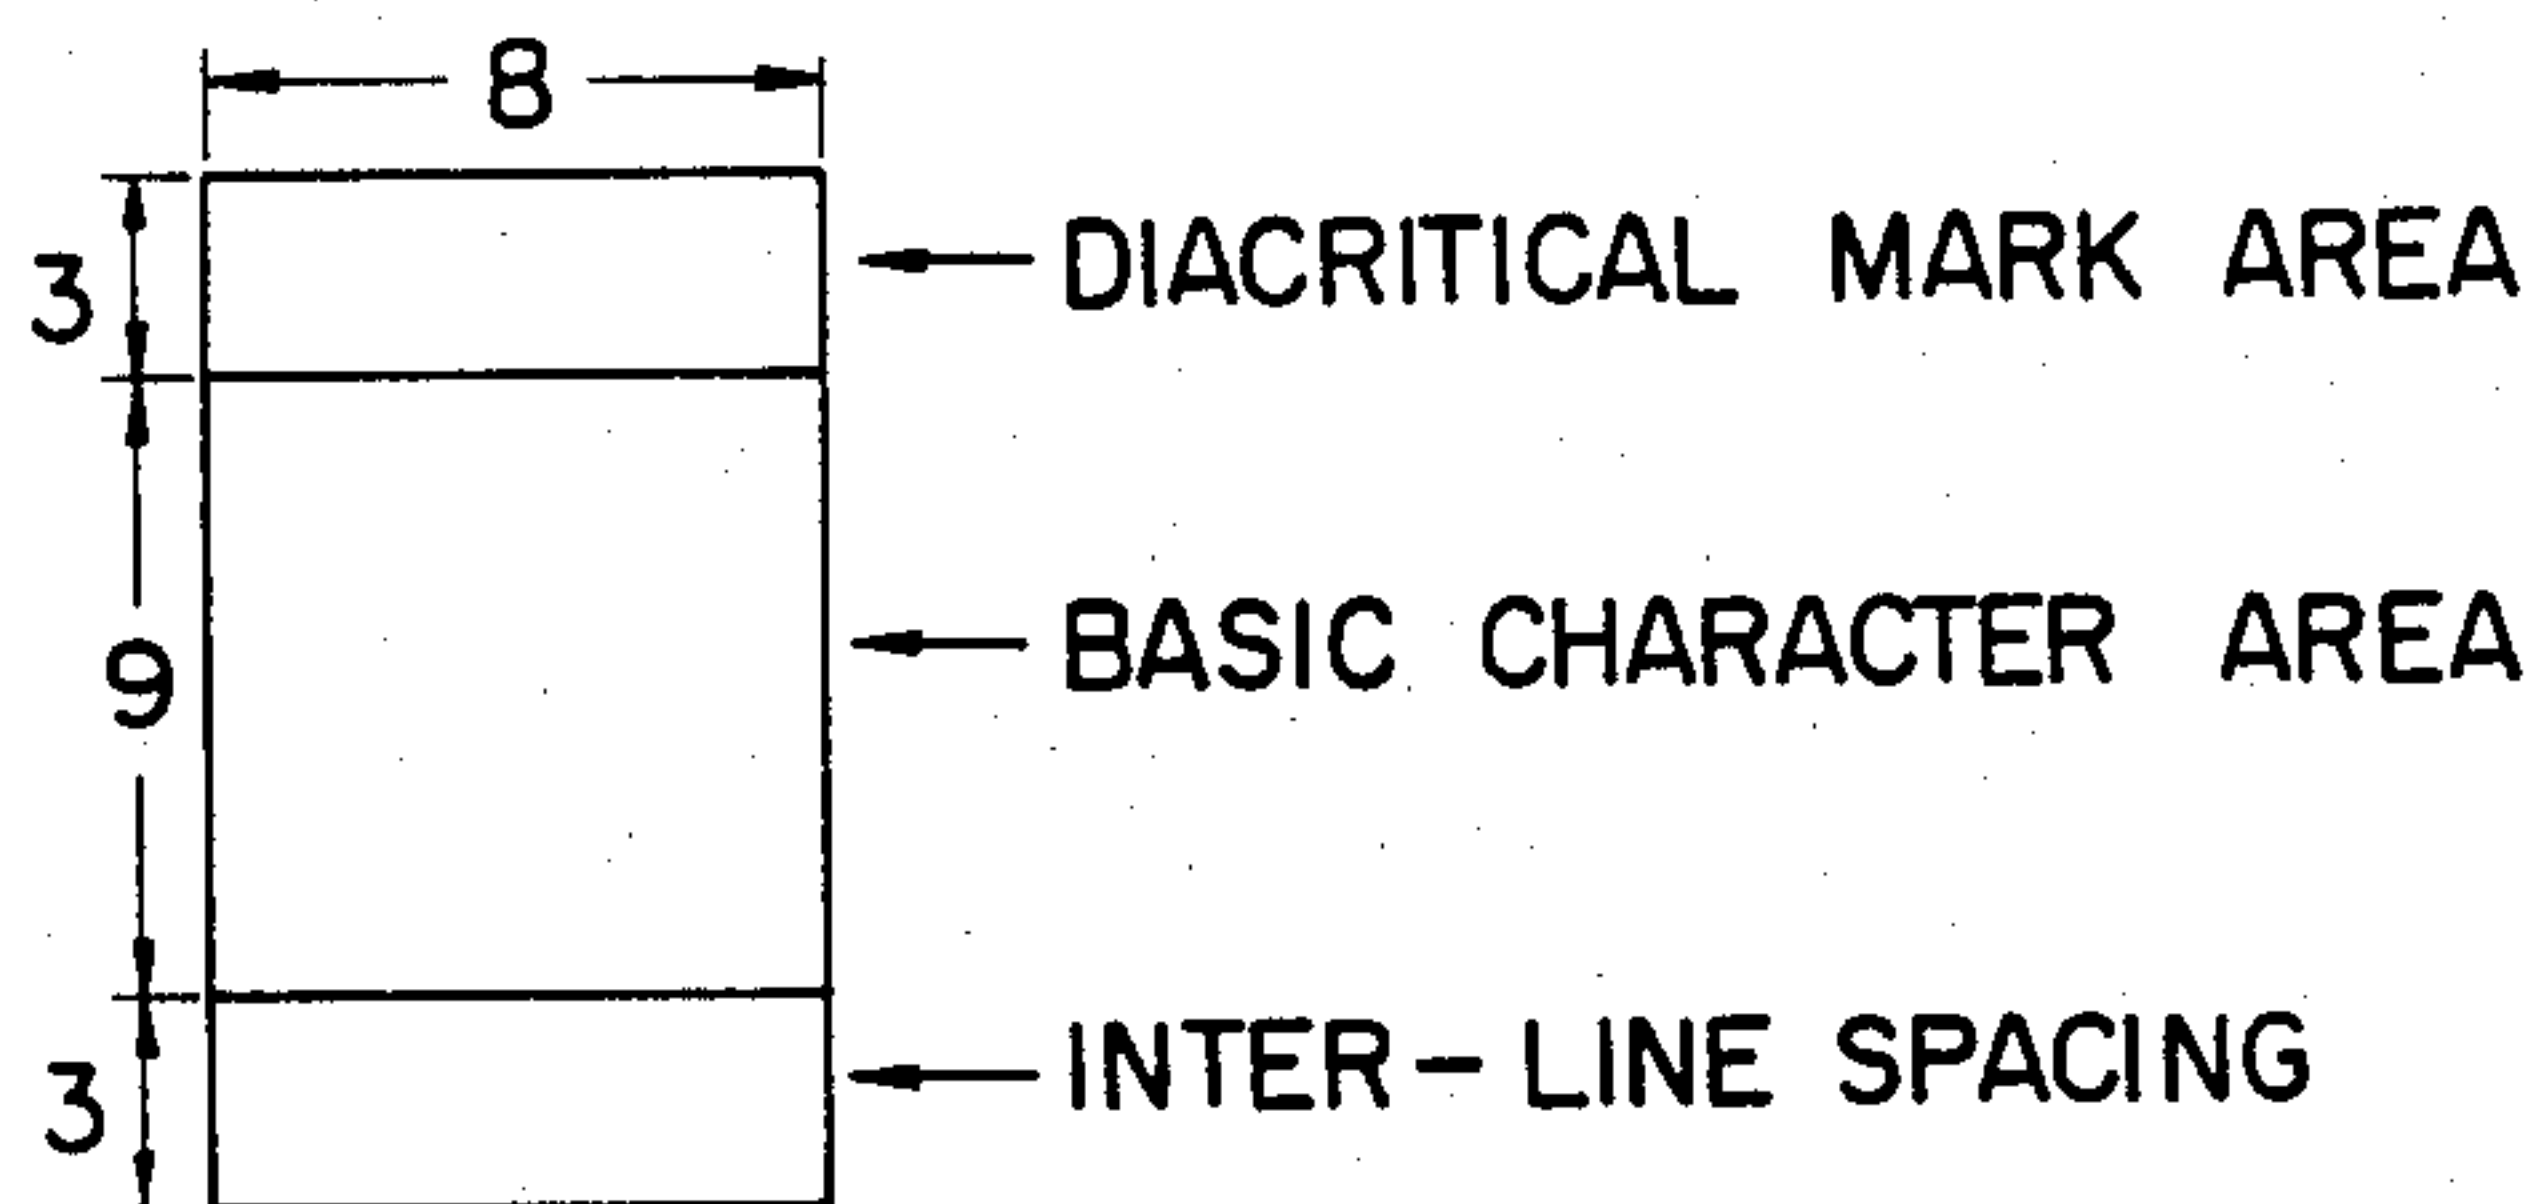 8
3 DIACRITICAL MARK AREA
9 BASIC CHARACTER AREA
3 INTER-LINE SPACING